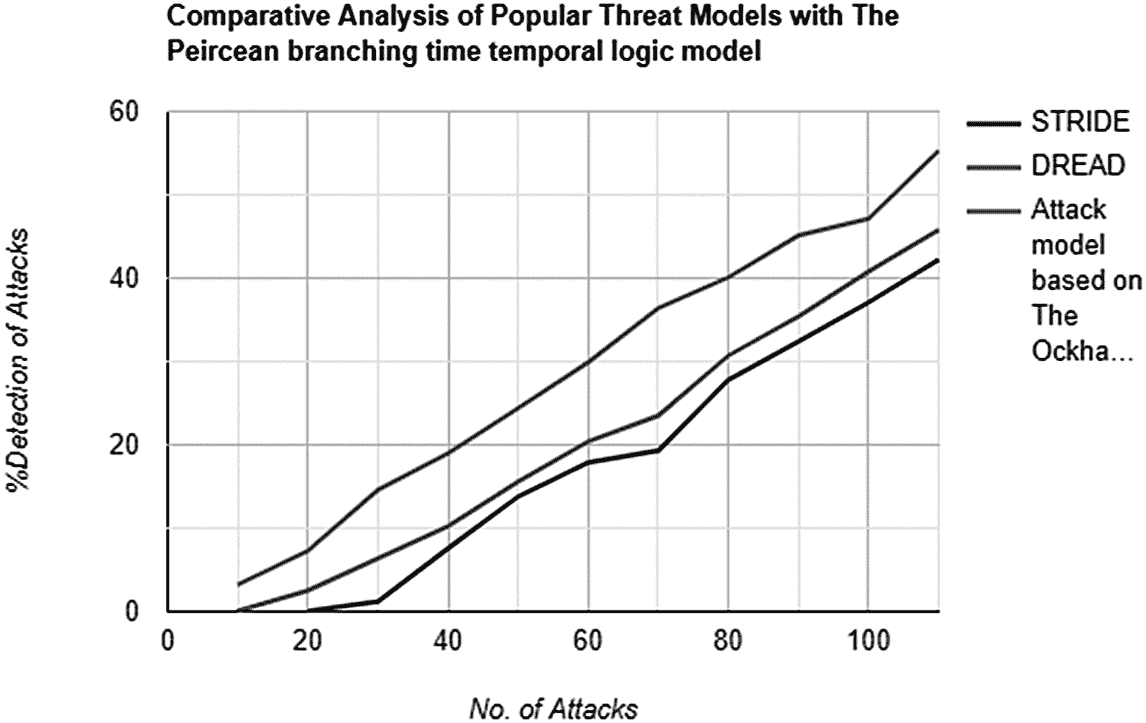 Comparative Analysis of Popular Threat Models with The
Peircean branching time temporal logic model
60
40
20
0
0 20 40 60 80 100
%Detection of Attacks
No. of Attacks
STRIDE
DREAD
Attack
model
based on
The
Ockha...